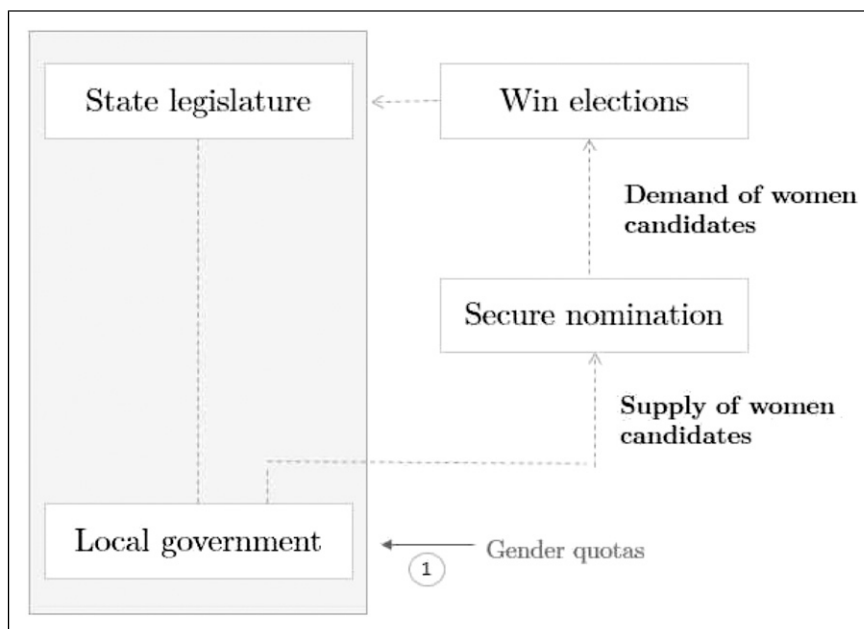 State legislature
Win elections
Demand of women
candidates
Secure nomination
Supply of women
candidates
Local government
1
Gender quotas